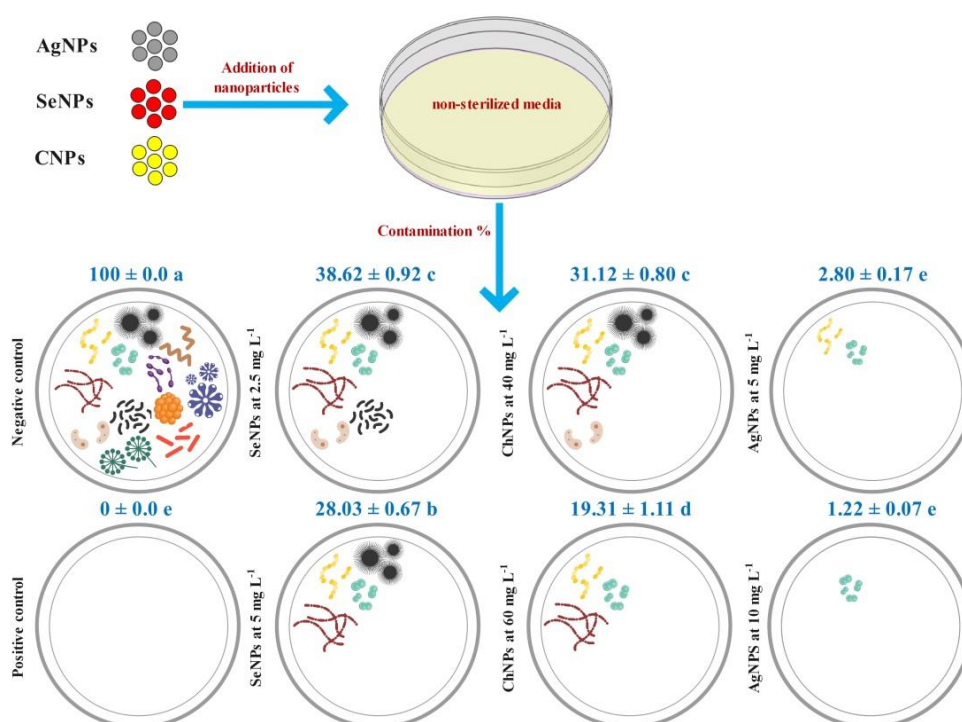 AgNPs
SeNPs
CNPs
Addition of
nanoparticles
non-sterilized media
Contamination %
100 ± 0.0 a
38.62 ± 0.92 c
31.12 ± 0.80 c
2.80 ± 0.17 e
Negative control
SeNPs at 2.5 mg L⁻¹
ChNPs at 40 mg L⁻¹
AgNPs at 5 mg L⁻¹
0 ± 0.0 e
28.03 ± 0.67 b
19.31 ± 1.11 d
1.22 ± 0.07 e
Positive control
SeNPs at 5 mg L⁻¹
ChNPs at 60 mg L⁻¹
AgNPS at 10 mg L⁻¹